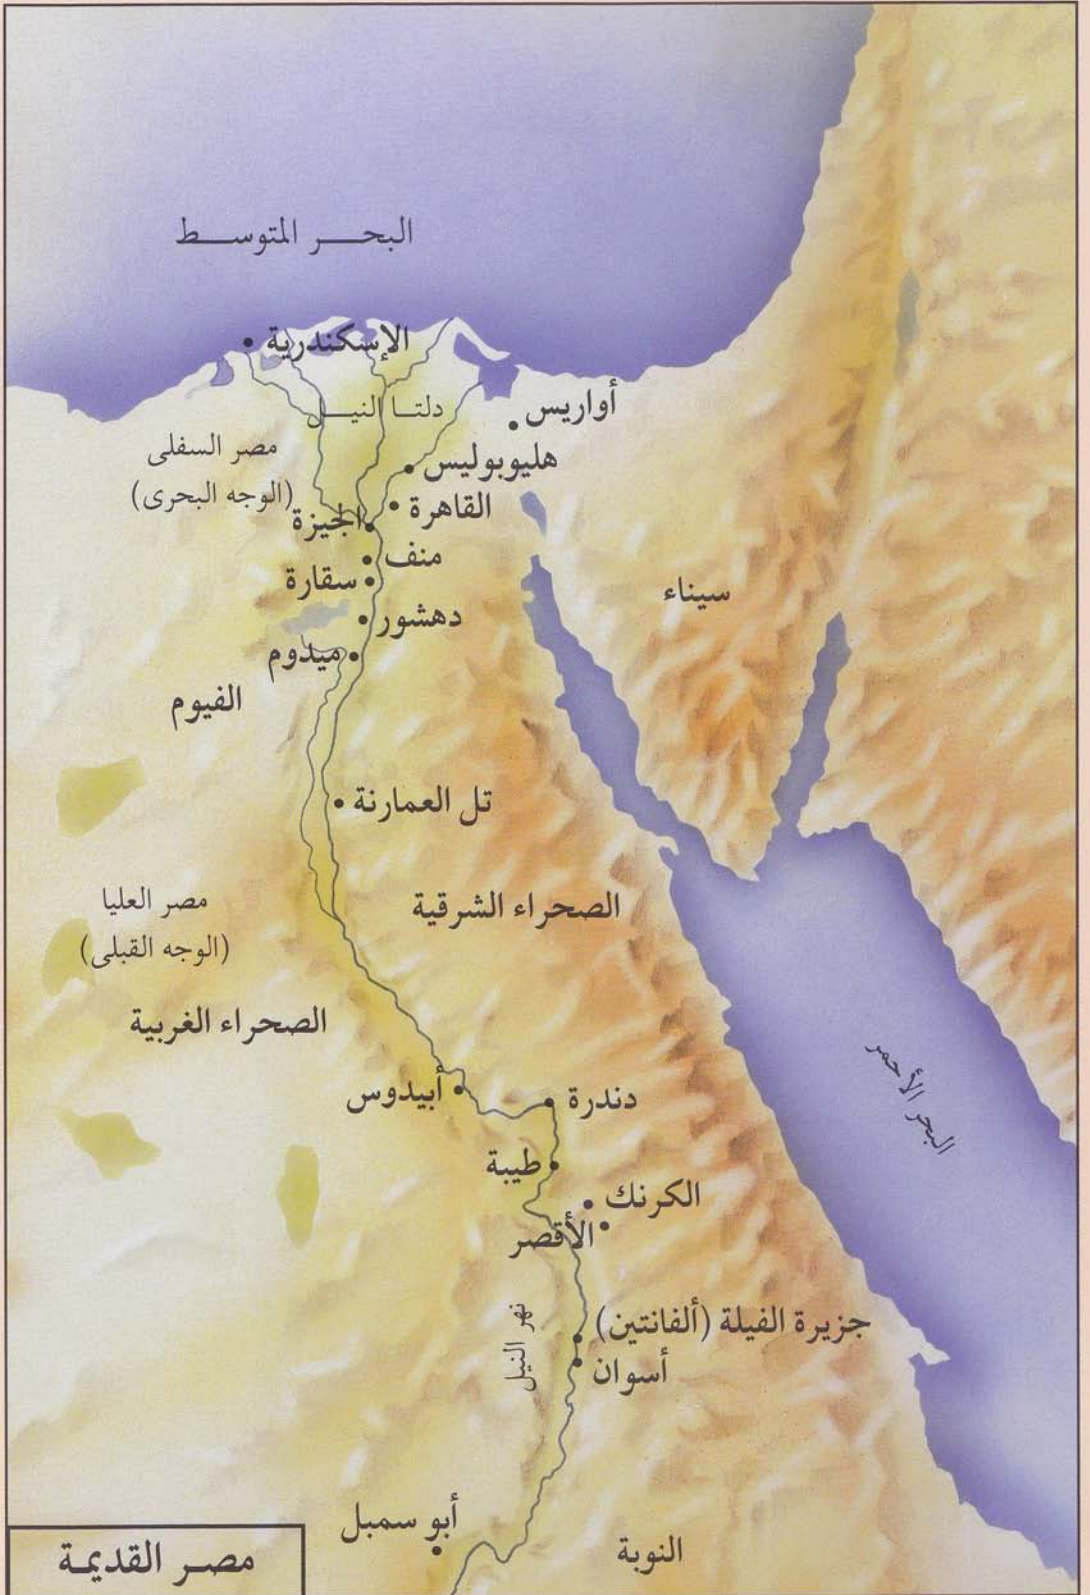 البحر المتوسط
الإسكندرية
دلتا النيل
أواريس
مصر السفلى
(الوجه البحرى)
هليوبوليس
القاهرة
الجيزة
منف
سقارة
سيناء
دهشور
ميدوم
الفيوم
تل العمارنة
مصر العليا
(الوجه القبلى)
الصحراء الشرقية
الصحراء الغربية
البحر الأحمر
أبيدوس
دندرة
طيبة
الكرنك
الأقصر
نهر النيل
جزيرة الفيلة (ألفانتين)
أسوان
أبو سمبل
النوبة
مصر القديمة